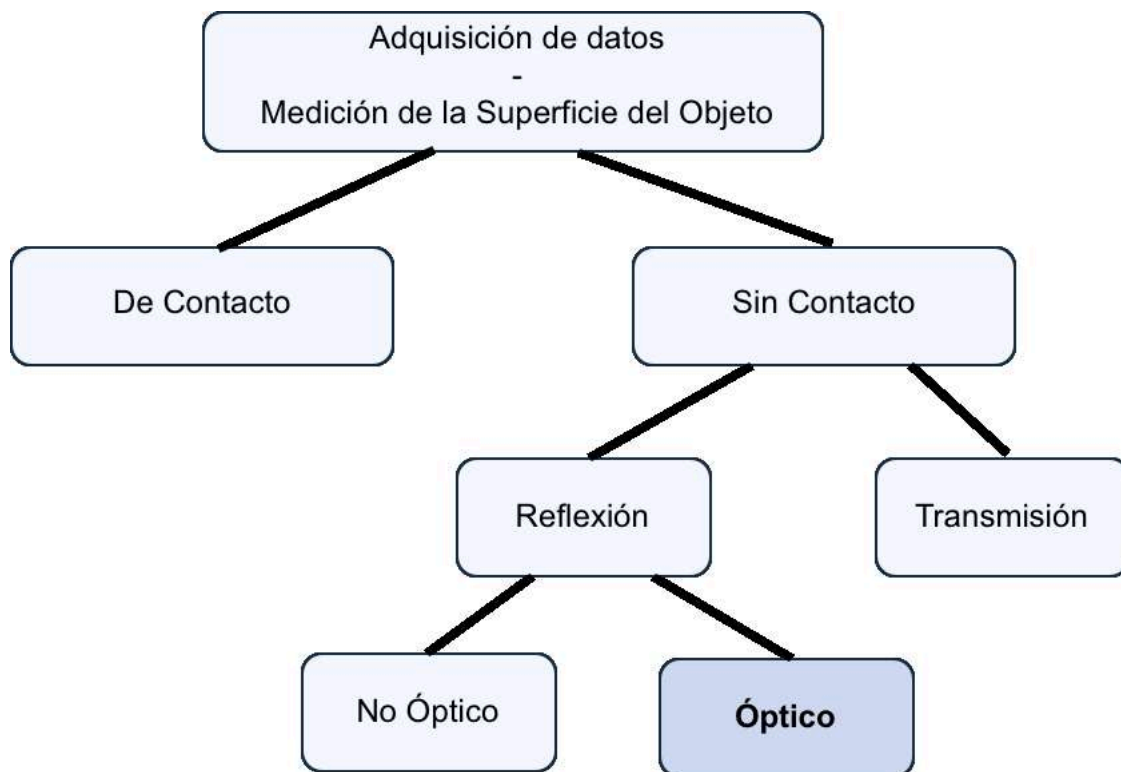 Adquisición de datos
-
Medición de la Superficie del Objeto
De Contacto
Sin Contacto
Reflexión
Transmisión
No Óptico
Óptico